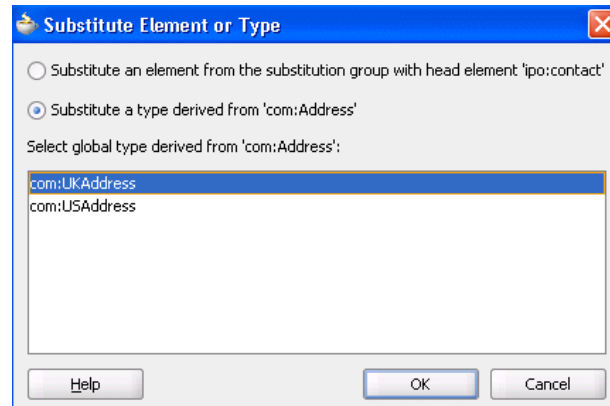 Substitute Element or Type
Substitute an element from the substitution group with head element 'ipo:contact'
Substitute a type derived from 'com:Address'
Select global type derived from 'com:Address':
com:UKAddress
com:USAddress
Help
OK
Cancel